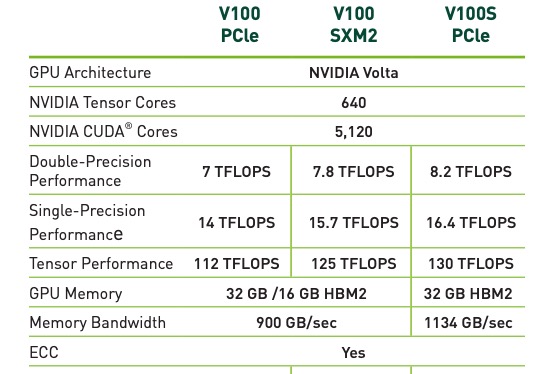 V100 PCle V100 SXM2 V100S PCle
GPU Architecture NVIDIA Volta
NVIDIA Tensor Cores 640
NVIDIA CUDA® Cores 5,120
Double-Precision Performance 7 TFLOPS 7.8 TFLOPS 8.2 TFLOPS
Single-Precision Performance 14 TFLOPS 15.7 TFLOPS 16.4 TFLOPS
Tensor Performance 112 TFLOPS 125 TFLOPS 130 TFLOPS
GPU Memory 32 GB /16 GB HBM2 32 GB HBM2
Memory Bandwidth 900 GB/sec 1134 GB/sec
ECC Yes